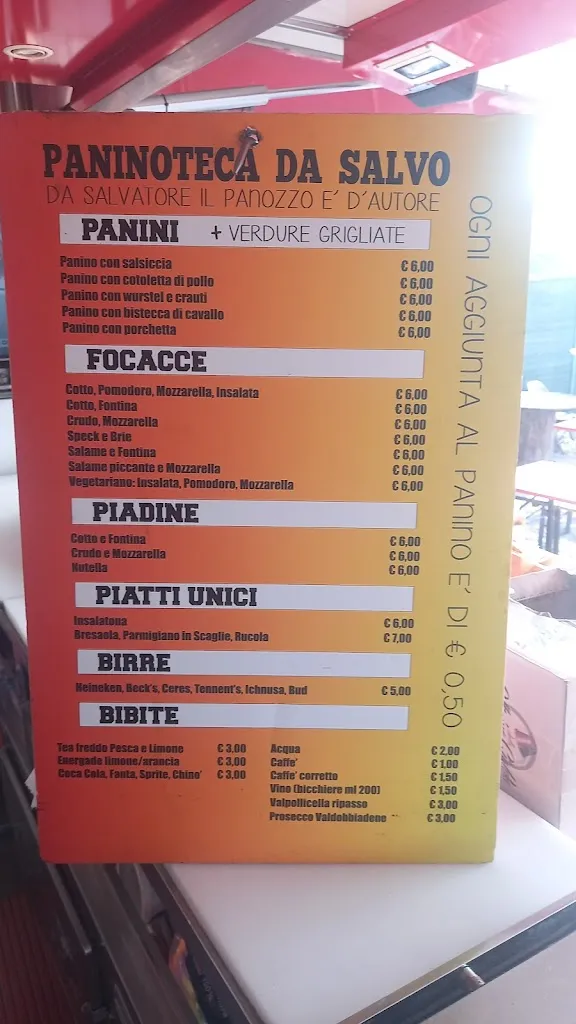 PANINOTECA DA SALVO
DA SALVATORE IL PANOZZO E' D'AUTORE
PANINI + VERDURE GRIGLIATE
Panino con salsiccia € 6,00
Panino con cotoletta di pollo € 6,00
Panino con wurstel e crauti € 6,00
Panino con bistecca di cavallo € 6,00
Panino con porchetta € 6,00
FOCACCE
Cotto, Pomodoro, Mozzarella, Insalata € 6,00
Cotto, Fontina € 6,00
Crudo, Mozzarella € 6,00
Speck e Brie € 6,00
Salame e Fontina € 6,00
Salame piccante e Mozzarella € 6,00
Vegetariano: Insalata, Pomodoro, Mozzarella € 6,00
PIADINE
Cotto e Fontina € 6,00
Crudo e Mozzarella € 6,00
Nutella € 6,00
PIATTI UNICI
Insalatona € 6,00
Bresaola, Parmigiano in Scaglie, Rucola € 7,00
BIRRE
Heineken, Beck's, Ceres, Tennent's, Ichnusa, Bud € 5,00
BIBITE
Tea freddo Pesca e Limone € 3,00
Energade limone/arancia € 3,00
Coca Cola, Fanta, Sprite, Chino' € 3,00
Acqua € 2,00
Caffe' € 1,00
Caffe' corretto € 1,50
Vino (bicchiere ml 200) € 1,50
Valpollicella ripasso € 3,00
Prosecco Valdobbiadene € 3,00
OGNI AGGIUNTA AL PANINO E' DI € 0,50